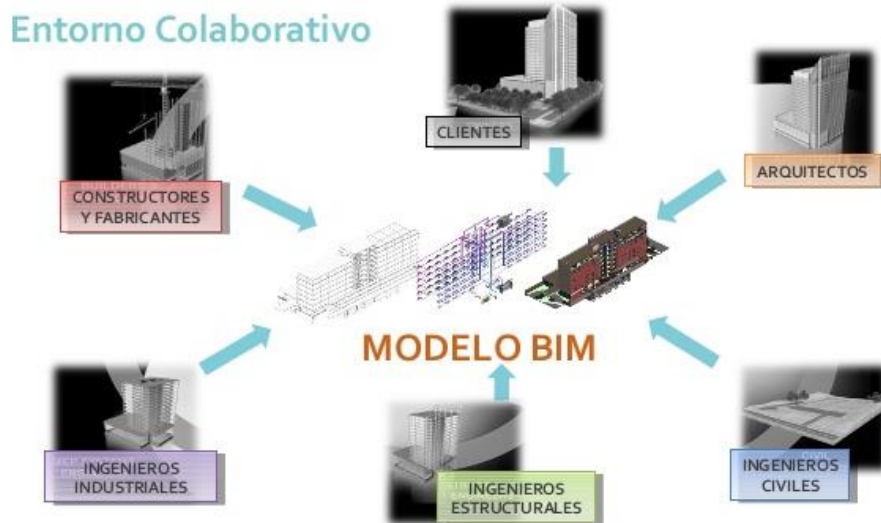 Entorno Colaborativo
CLIENTES
ARQUITECTOS
CONSTRUCTORES
Y FABRICANTES
MODELO BIM
INGENIEROS
INDUSTRIALES
INGENIEROS
ESTRUCTURALES
INGENIEROS
CIVILES